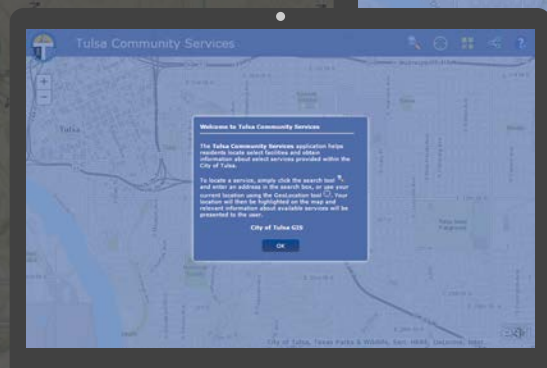 Tulsa Community Services
?
+
−
Tulsa
Welcome to Tulsa Community Services
The Tulsa Community Services application helps
residents locate select facilities and obtain
information about select services provided within the
City of Tulsa.
To locate a service, simply click the search tool
and enter an address in the search box, or use your
current location using the GeoLocation tool. Your
location will then be highlighted on the map and
relevant information about available services will be
presented to the user.
City of Tulsa GIS
OK
City of Tulsa, Texas Parks & Wildlife, Esri, HERE, DeLorme,